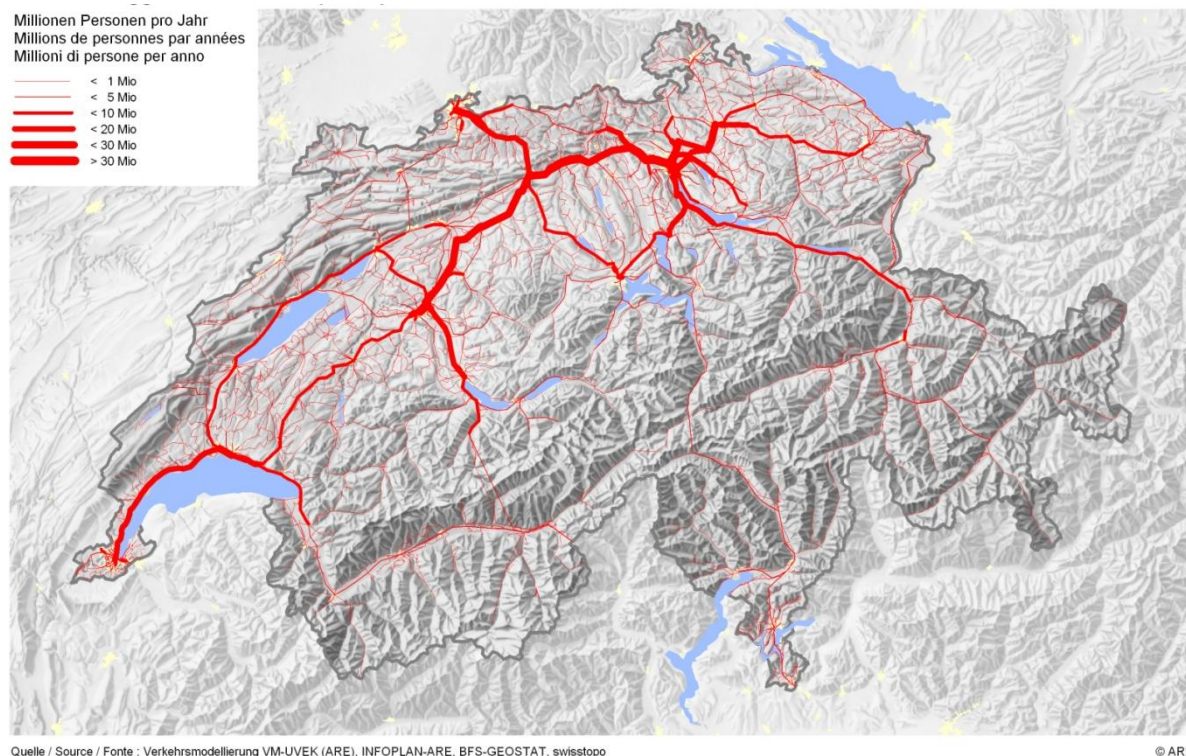 Millionen Personen pro Jahr
Millions de personnes par années
Millioni di persone per anno
< 1 Mio
< 5 Mio
< 10 Mio
< 20 Mio
< 30 Mio
> 30 Mio
Quelle / Source / Fonte : Verkehrsmodellierung VM-UVEK (ARE), INFOPLAN-ARE, BFS-GEOSTAT, swisstopo